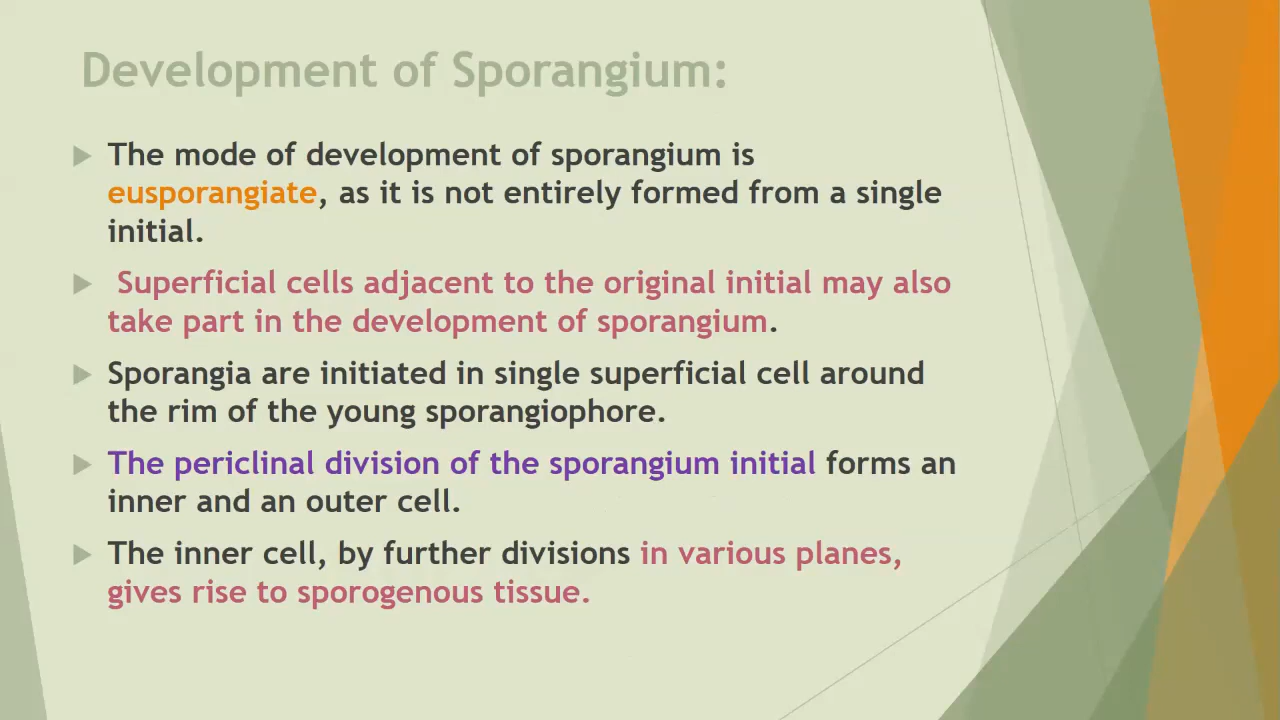 Development of Sporangium:
The mode of development of sporangium is
eusporangiate, as it is not entirely formed from a single
initial.
Superficial cells adjacent to the original initial may also
take part in the development of sporangium.
Sporangia are initiated in single superficial cell around
the rim of the young sporangiophore.
The periclinal division of the sporangium initial forms an
inner and an outer cell.
The inner cell, by further divisions in various planes,
gives rise to sporogenous tissue.